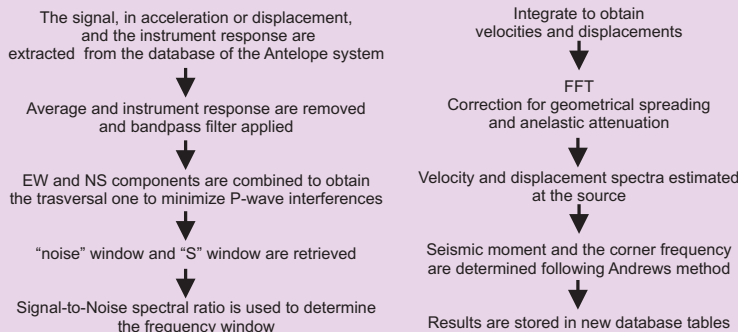 The signal, in acceleration or displacement,
and the instrument response are
extracted from the database of the Antelope system
Average and instrument response are removed
and bandpass filter applied
EW and NS components are combined to obtain
the trasversal one to minimize P-wave interferences
“noise” window and “S” window are retrieved
Signal-to-Noise spectral ratio is used to determine
the frequency window
Integrate to obtain
velocities and displacements
FFT
Correction for geometrical spreading
and anelastic attenuation
Velocity and displacement spectra estimated
at the source
Seismic moment and the corner frequency
are determined following Andrews method
Results are stored in new database tables